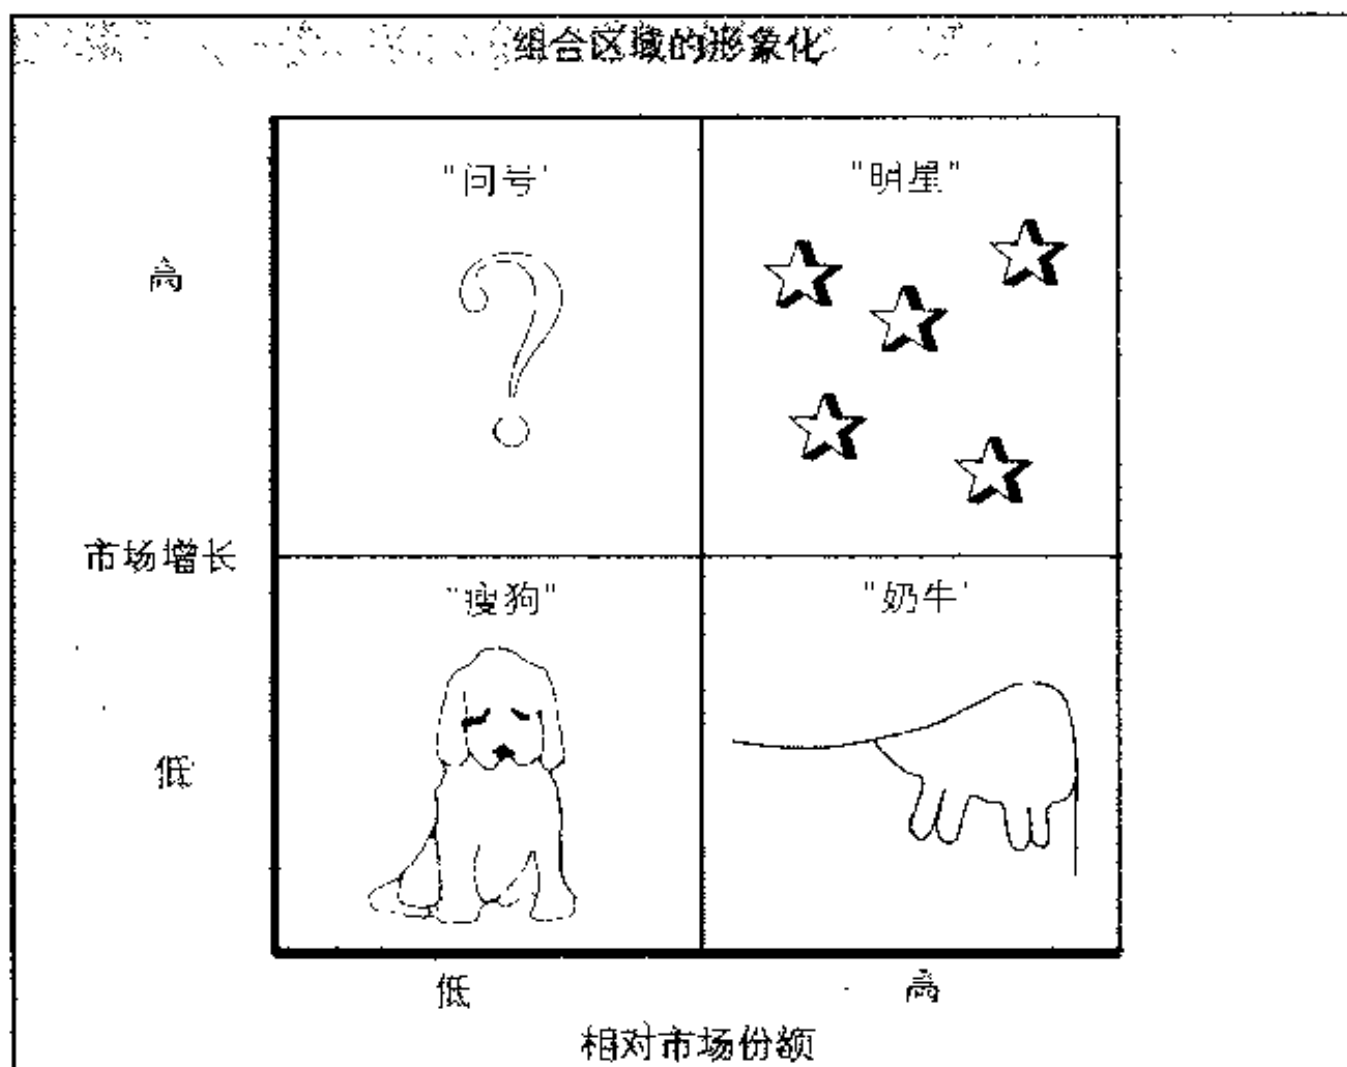 组合区域的形象化
"问号'
"明星"
高
市场增长
"瘦狗"
"奶牛'
低
低
高
相对市场份额